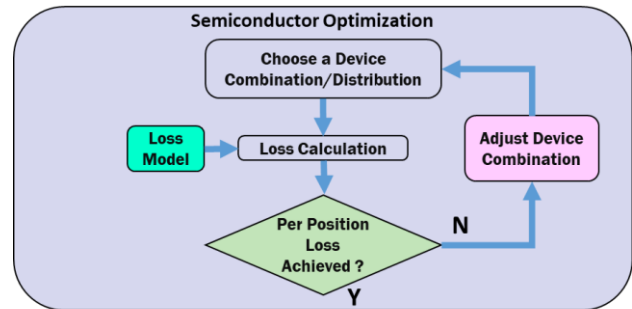 Semiconductor Optimization
Choose a Device
Combination/Distribution
Loss
Model
Loss Calculation
Adjust Device
Combination
Per Position
Loss
Achieved ?
N
Y